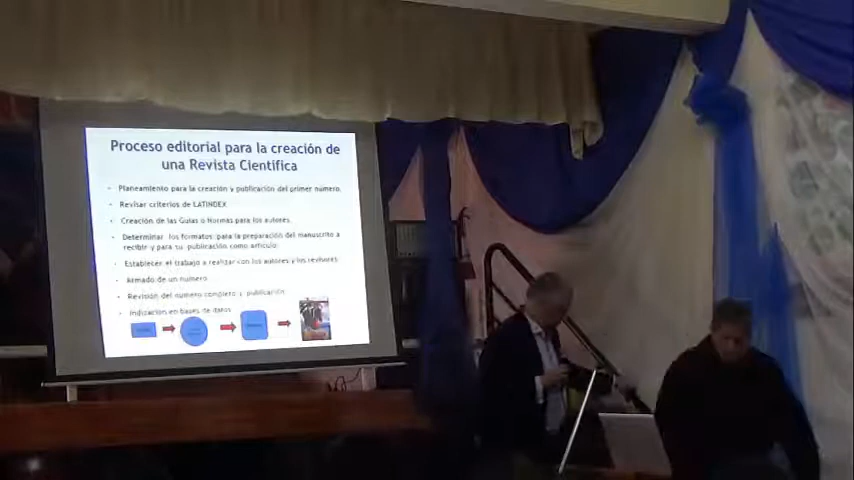 Proceso editorial para la creación de
una Revista Científica
• Planeamiento para la creación y publicación del primer número.
• Revisar criterios de LATINDEX
• Creación de las Guías o Normas para los autores.
• Determinar los formatos para la preparación del manuscrito a
recibir y para su publicación como artículo.
• Establecer el trabajo a realizar con los autores y los revisores
• Armado de un número
• Revisión del número completo y publicación
• Indización en bases de datos